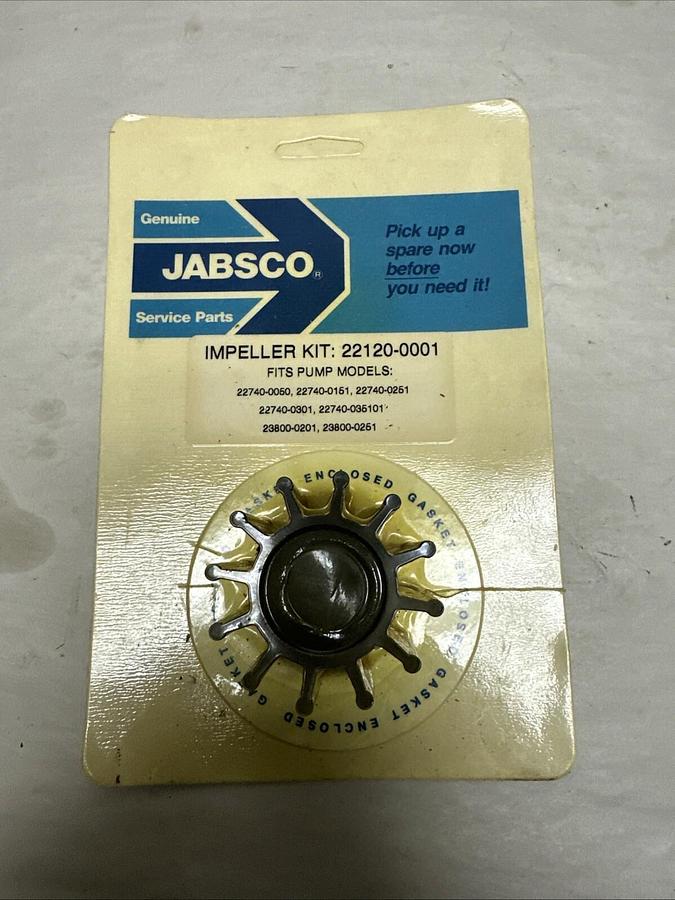 Genuine
JABSCO®
Service Parts
Pick up a
spare now
before
you need it!
IMPELLER KIT: 22120-0001
FITS PUMP MODELS:
22740-0050, 22740-0151, 22740-0251
22740-0301, 22740-035101
23800-0201, 23800-0251
GASKET ENCLOSED GASKET ENCLOSED GASKET ENCLOSED